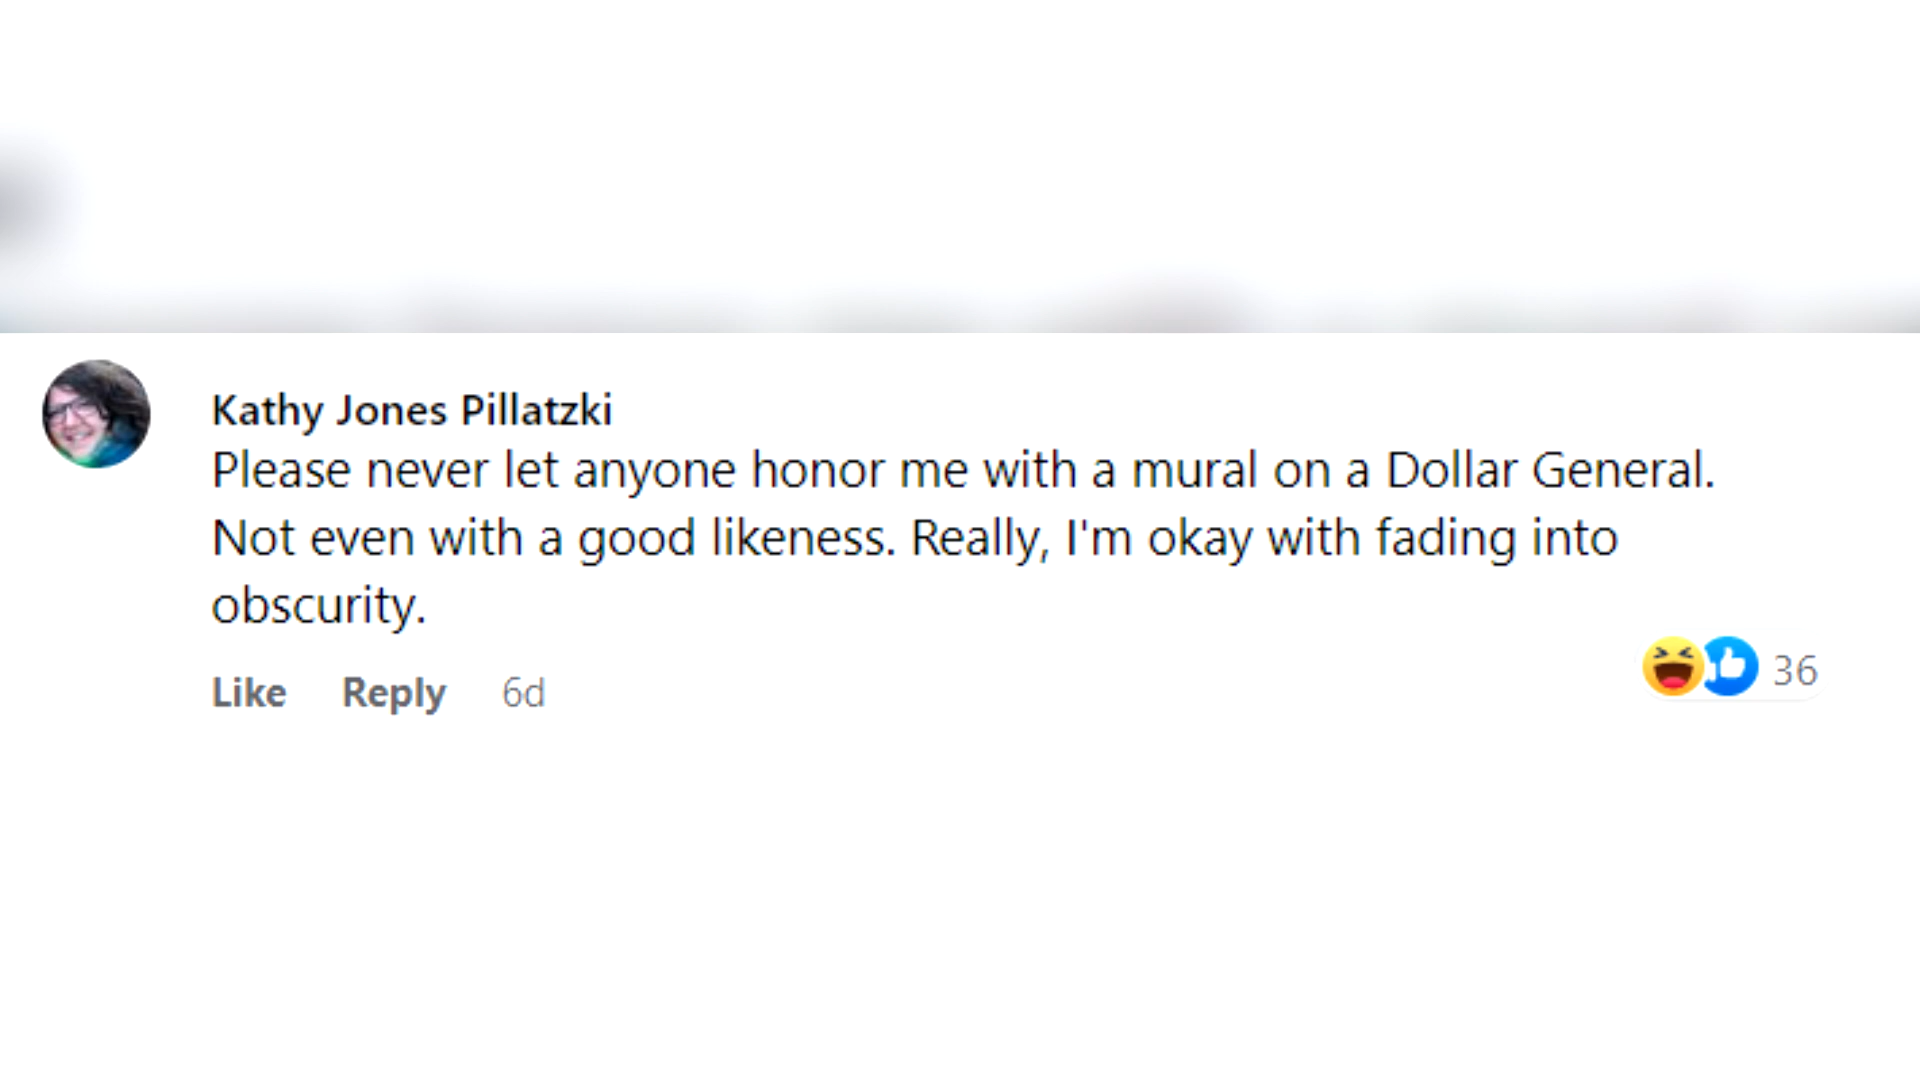 Kathy Jones Pillatzki
Please never let anyone honor me with a mural on a Dollar General.
Not even with a good likeness. Really, I'm okay with fading into
obscurity.
Like Reply 6d
36